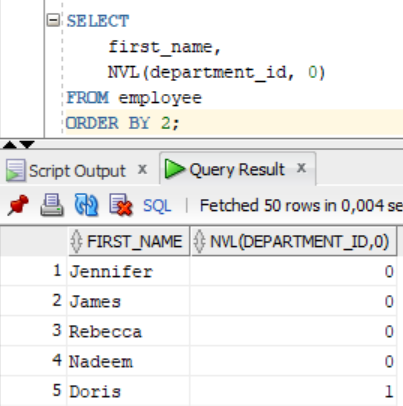 SELECT
first_name,
NVL(department_id, 0)
FROM employee
ORDER BY 2;
Script Output x Query Result x
SQL | Fetched 50 rows in 0,004 se
FIRST_NAME NVL(DEPARTMENT_ID,0)
1 Jennifer 0
2 James 0
3 Rebecca 0
4 Nadeem 0
5 Doris 1